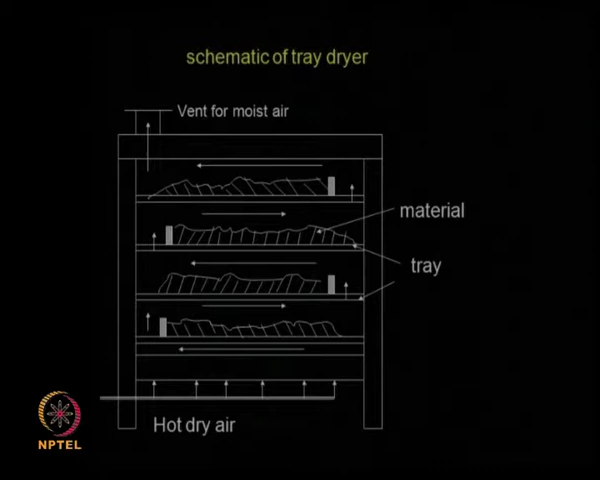 schematic of tray dryer
Vent for moist air
material
tray
Hot dry air
NPTEL